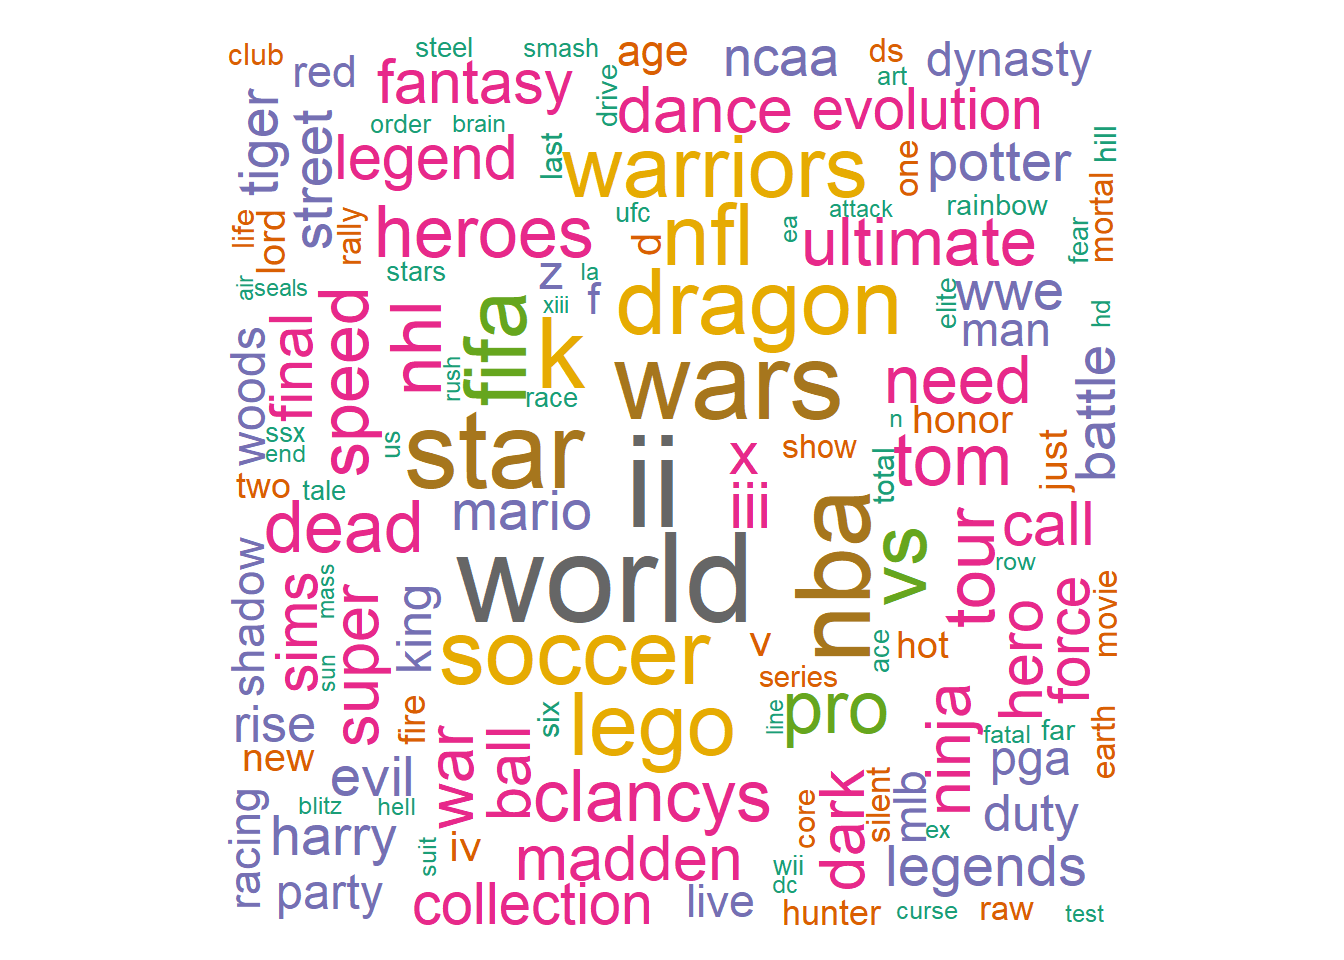 club
steel
smash
age
ncaa
ds
dynasty
red
fantasy
drive
art
dance
evolution
tiger
street
order
brain
legend
last
warriors
one
potter
hill
mortal
life
lord
rally
heroes
ufc
d
nfl
ea
attack
rainbow
ultimate
fear
air
seals
stars
z
la
xiii
f
dragon
elite
wwe
man
hd
woods
final
speed
nhl
rush
fifa
k
race
wars
need
battle
ssx
end
us
star
ii
x
show
n
honor
total
tom
just
two
tale
mario
iii
nba
vs
tour
call
dead
row
shadow
sims
mass
sun
super
king
world
soccer
v
series
ace
hot
hero
force
movie
rise
new
fire
six
lego
line
pro
ninja
fatal
far
earth
evil
war
ball
pga
blitz
hell
clancys
core
dark
silent
mlb
duty
racing
harry
suit
iv
madden
wii
dc
ex
legends
party
collection
live
hunter
curse
raw
test